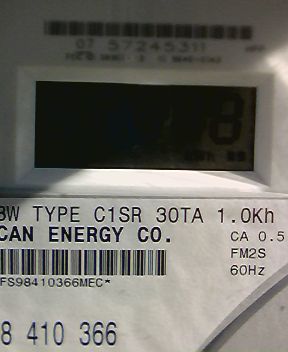 07 57245311
8
3W TYPE C1SR 30TA 1.0Kh
CAN ENERGY CO.
CA 0.5
FM2S
60Hz
FS98410366MEC*
8 410 366